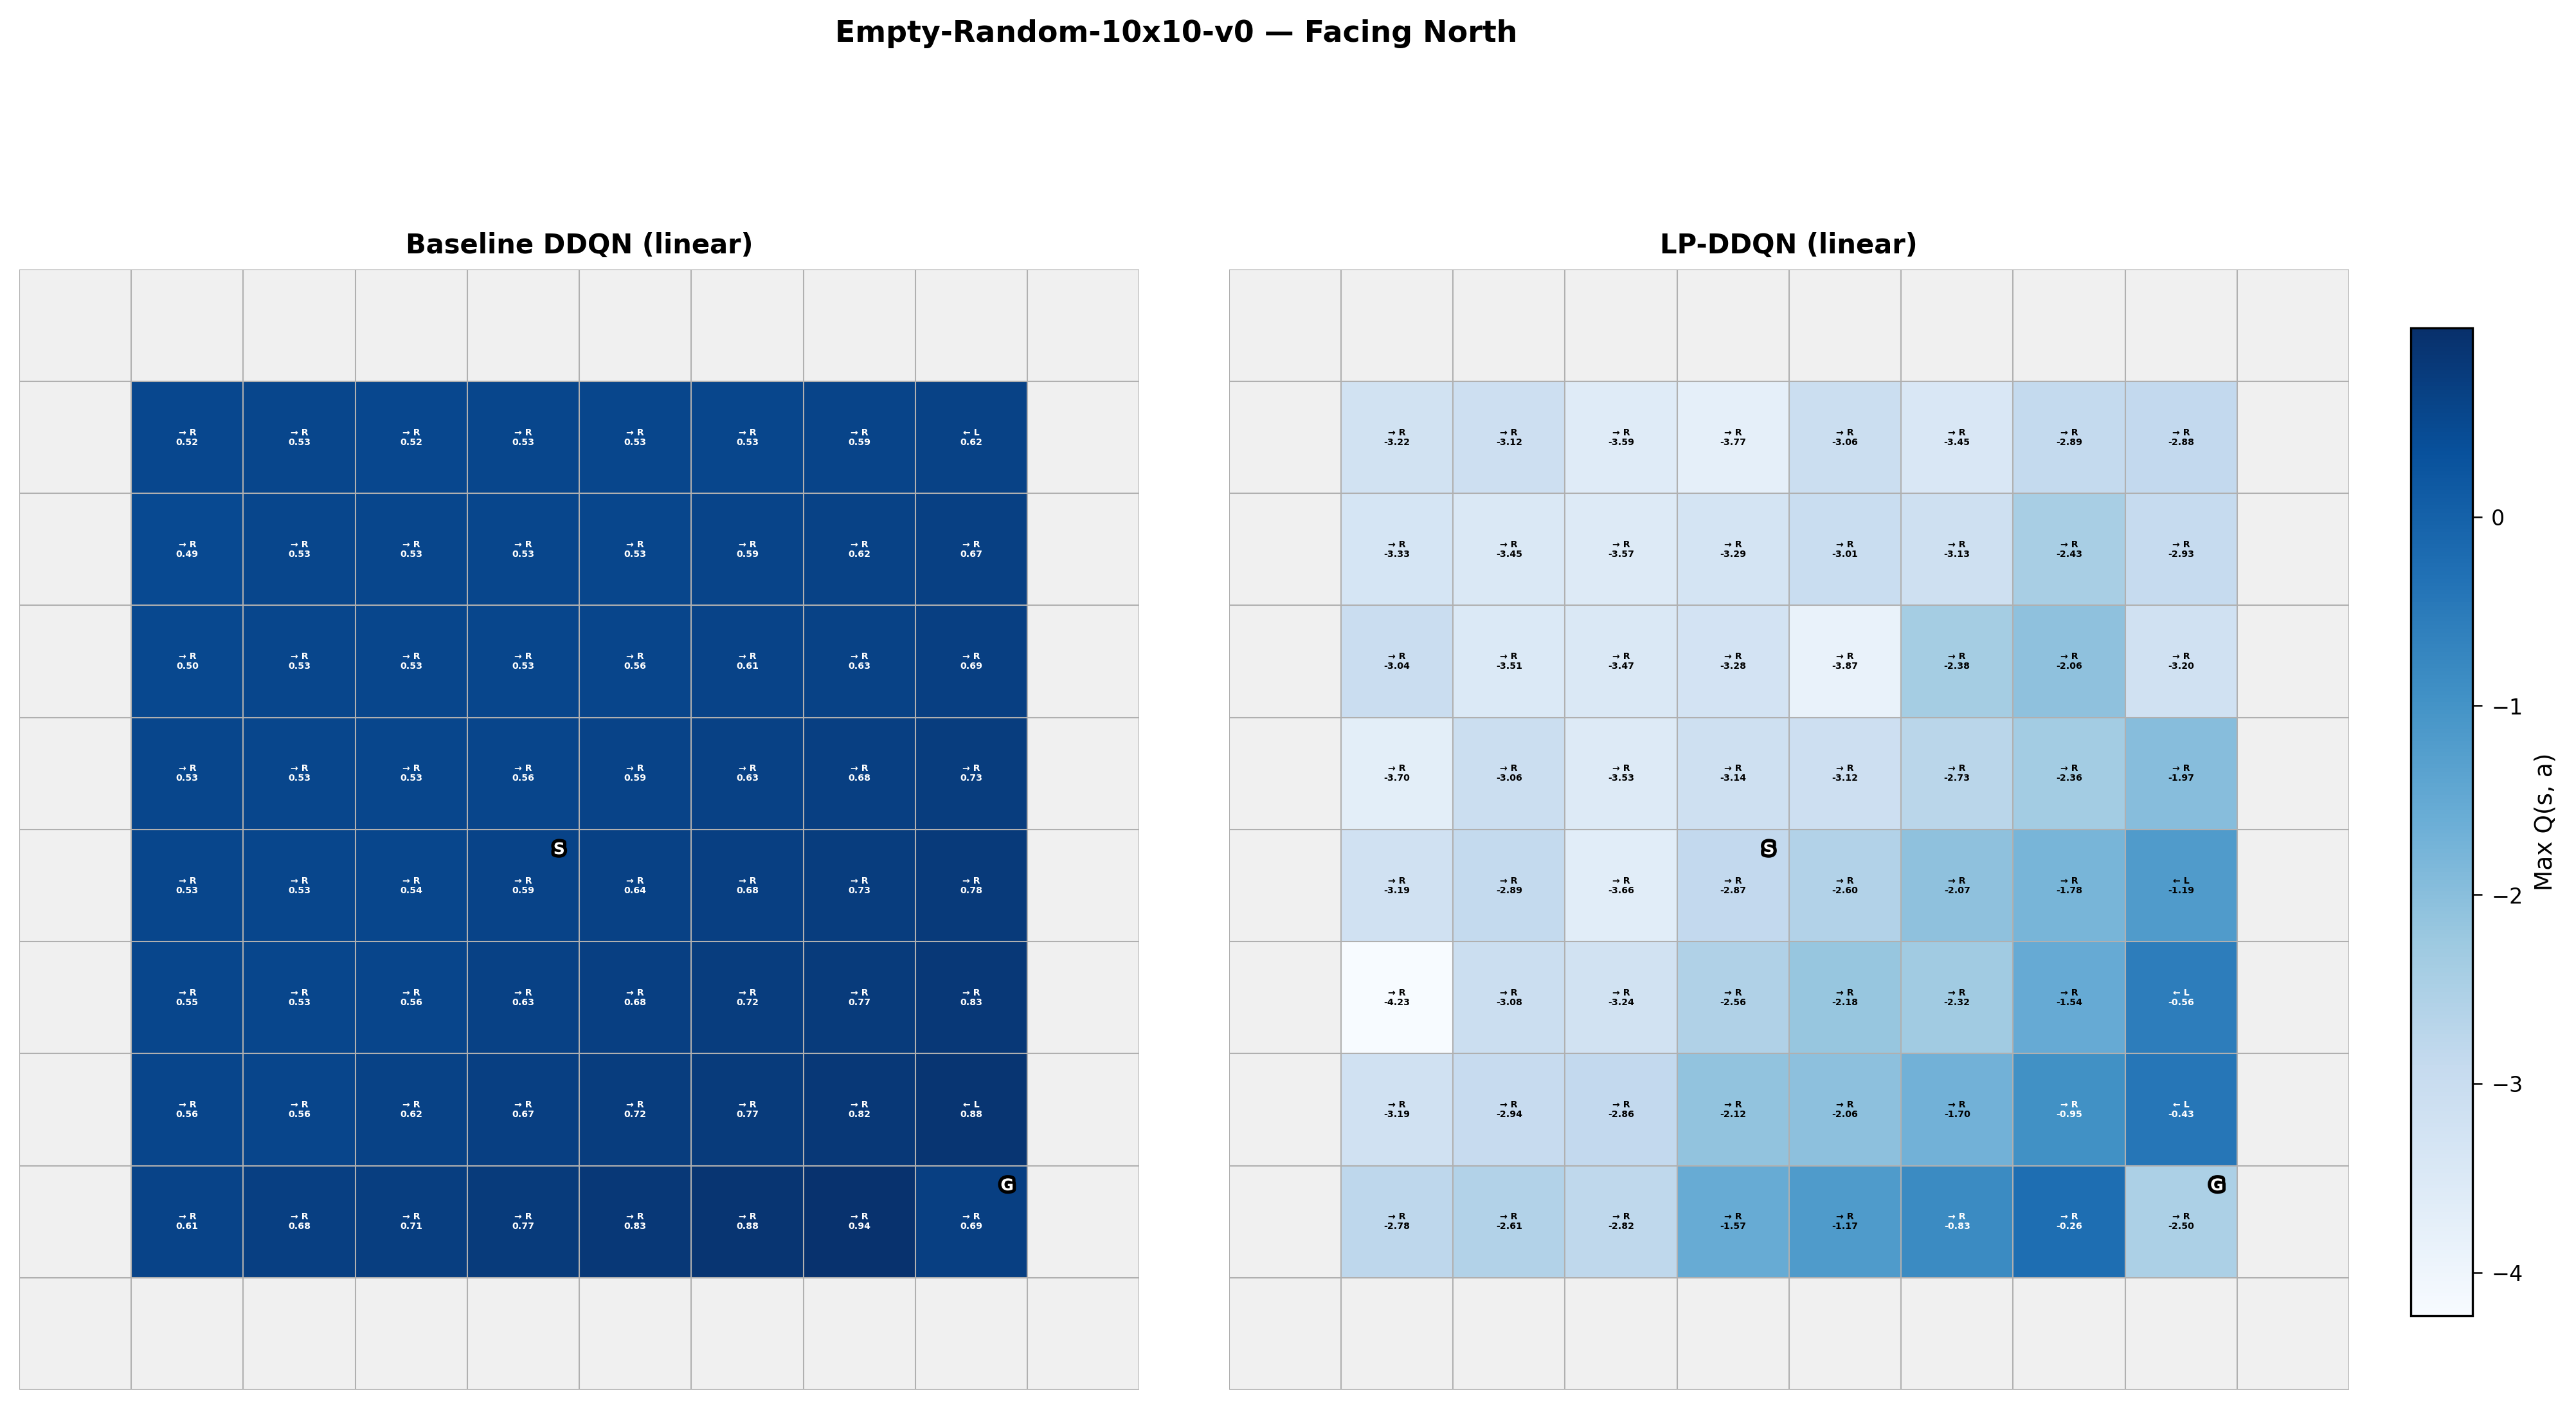 Empty-Random-10x10-v0 — Facing North
Baseline DDQN (linear)
→ R → R → R → R → R → R → R ← L
0.52 0.53 0.52 0.53 0.53 0.53 0.59 0.62
→ R → R → R → R → R → R → R → R
0.49 0.53 0.53 0.53 0.53 0.59 0.62 0.67
→ R → R → R → R → R → R → R → R
0.50 0.53 0.53 0.53 0.56 0.61 0.63 0.69
→ R → R → R → R → R → R → R → R
0.53 0.53 0.53 0.56 0.59 0.63 0.68 0.73
S
→ R → R → R → R → R → R → R → R
0.53 0.53 0.54 0.59 0.64 0.68 0.73 0.78
→ R → R → R → R → R → R → R → R
0.55 0.53 0.56 0.63 0.68 0.72 0.77 0.83
→ R → R → R → R → R → R → R ← L
0.56 0.56 0.62 0.67 0.72 0.77 0.82 0.88
G
→ R → R → R → R → R → R → R → R
0.61 0.68 0.71 0.77 0.83 0.88 0.94 0.69
LP-DDQN (linear)
→ R → R → R → R → R → R → R → R
-3.22 -3.12 -3.59 -3.77 -3.06 -3.45 -2.89 -2.88
→ R → R → R → R → R → R → R → R
-3.33 -3.45 -3.57 -3.29 -3.01 -3.13 -2.43 -2.93
→ R → R → R → R → R → R → R → R
-3.04 -3.51 -3.47 -3.28 -3.87 -2.38 -2.06 -3.20
→ R → R → R → R → R → R → R → R
-3.70 -3.06 -3.53 -3.14 -3.12 -2.73 -2.36 -1.97
S
→ R → R → R → R → R → R → R ← L
-3.19 -2.89 -3.66 -2.87 -2.60 -2.07 -1.78 -1.19
→ R → R → R → R → R → R → R ← L
-4.23 -3.08 -3.24 -2.56 -2.18 -2.32 -1.54 -0.56
→ R → R → R → R → R → R → R ← L
-3.19 -2.94 -2.86 -2.12 -2.06 -1.70 -0.95 -0.43
G
→ R → R → R → R → R → R → R → R
-2.78 -2.61 -2.82 -1.57 -1.17 -0.83 -0.26 -2.50
0
−1
−2
−3
−4
Max Q(s, a)